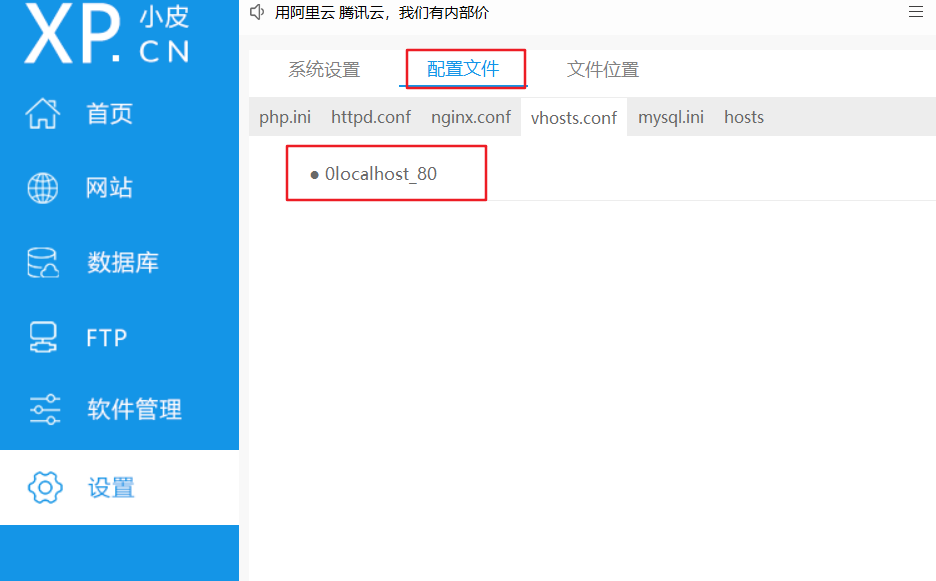 XP. 小皮
.CN
用阿里云 腾讯云，我们有内部价
首页
网站
数据库
FTP
软件管理
设置
系统设置 配置文件 文件位置
php.ini httpd.conf nginx.conf vhosts.conf mysql.ini hosts
● 0localhost_80